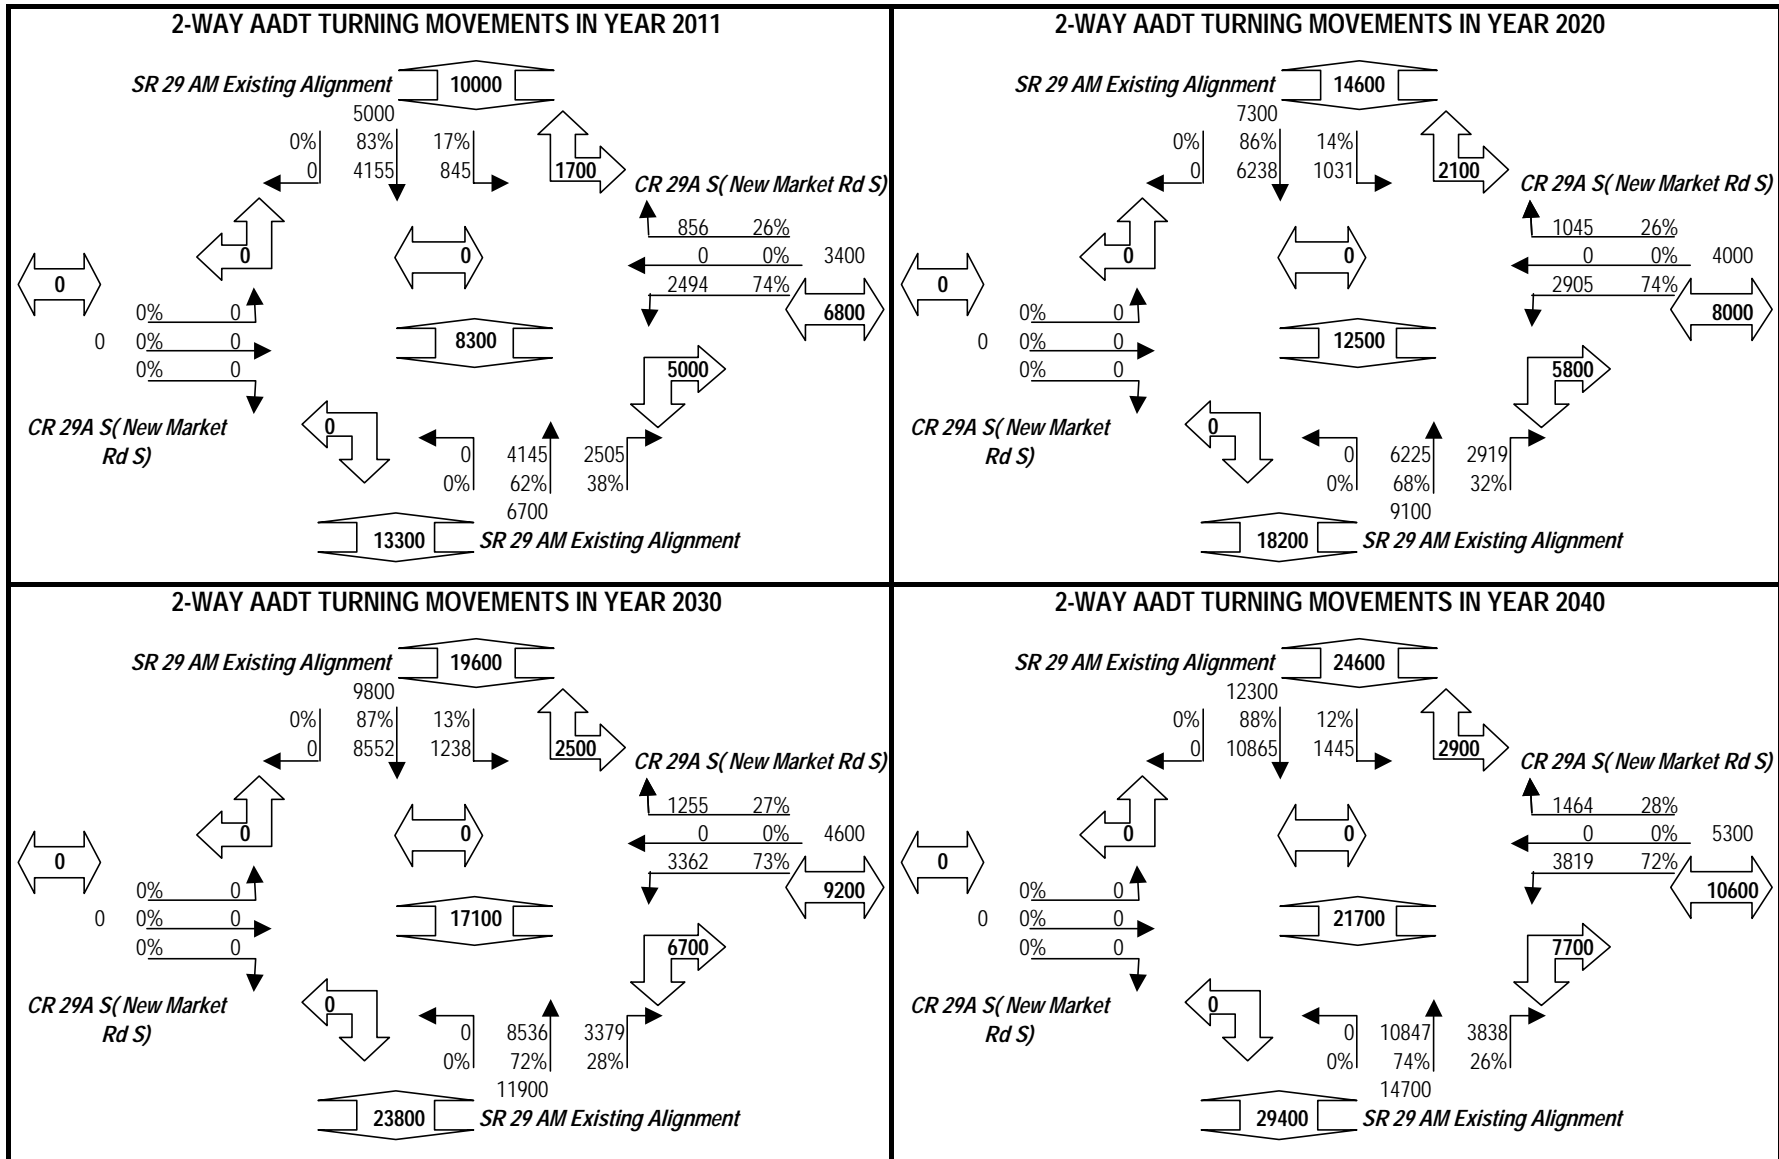 2-WAY AADT TURNING MOVEMENTS IN YEAR 2011
SR 29 AM Existing Alignment 10000
5000
0% 83% 17%
0 4155 845
1700
CR 29A S( New Market Rd S)
856 26%
0 0% 3400
2494 74%
6800
0
0
0
0% 0
0 0% 0
0% 0
8300
5000
CR 29A S( New Market
Rd S)
0
0 4145 2505
0% 62% 38%
6700
13300 SR 29 AM Existing Alignment
2-WAY AADT TURNING MOVEMENTS IN YEAR 2020
SR 29 AM Existing Alignment 14600
7300
0% 86% 14%
0 6238 1031
2100
CR 29A S( New Market Rd S)
1045 26%
0 0% 4000
2905 74%
8000
0
0
0
0% 0
0 0% 0
0% 0
12500
5800
CR 29A S( New Market
Rd S)
0
0 6225 2919
0% 68% 32%
9100
18200 SR 29 AM Existing Alignment
2-WAY AADT TURNING MOVEMENTS IN YEAR 2030
SR 29 AM Existing Alignment 19600
9800
0% 87% 13%
0 8552 1238
2500
CR 29A S( New Market Rd S)
1255 27%
0 0% 4600
3362 73%
9200
0
0
0
0% 0
0 0% 0
0% 0
17100
6700
CR 29A S( New Market
Rd S)
0
0 8536 3379
0% 72% 28%
11900
23800 SR 29 AM Existing Alignment
2-WAY AADT TURNING MOVEMENTS IN YEAR 2040
SR 29 AM Existing Alignment 24600
12300
0% 88% 12%
0 10865 1445
2900
CR 29A S( New Market Rd S)
1464 28%
0 0% 5300
3819 72%
10600
0
0
0
0% 0
0 0% 0
0% 0
21700
7700
CR 29A S( New Market
Rd S)
0
0 10847 3838
0% 74% 26%
14700
29400 SR 29 AM Existing Alignment